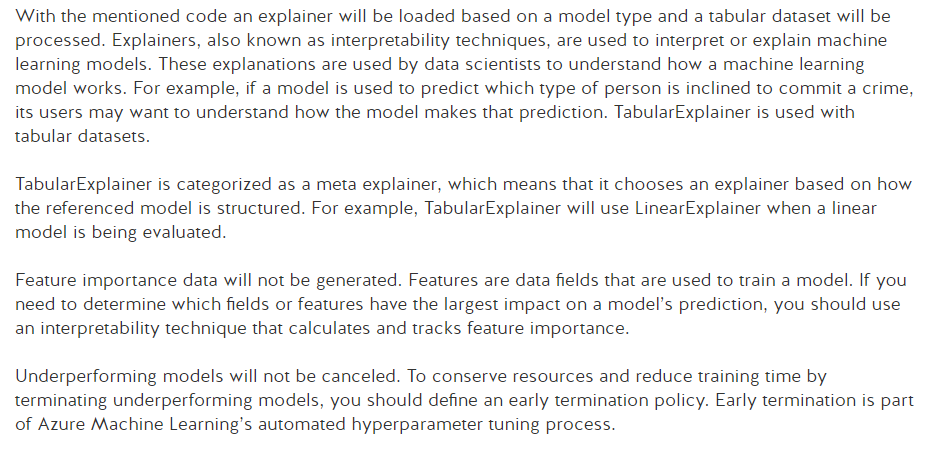 With the mentioned code an explainer will be loaded based on a model type and a tabular dataset will be
processed. Explainers, also known as interpretability techniques, are used to interpret or explain machine
learning models. These explanations are used by data scientists to understand how a machine learning
model works. For example, if a model is used to predict which type of person is inclined to commit a crime,
its users may want to understand how the model makes that prediction. TabularExplainer is used with
tabular datasets.
TabularExplainer is categorized as a meta explainer, which means that it chooses an explainer based on how
the referenced model is structured. For example, TabularExplainer will use LinearExplainer when a linear
model is being evaluated.
Feature importance data will not be generated. Features are data fields that are used to train a model. If you
need to determine which fields or features have the largest impact on a model's prediction, you should use
an interpretability technique that calculates and tracks feature importance.
Underperforming models will not be canceled. To conserve resources and reduce training time by
terminating underperforming models, you should define an early termination policy. Early termination is part
of Azure Machine Learning's automated hyperparameter tuning process.